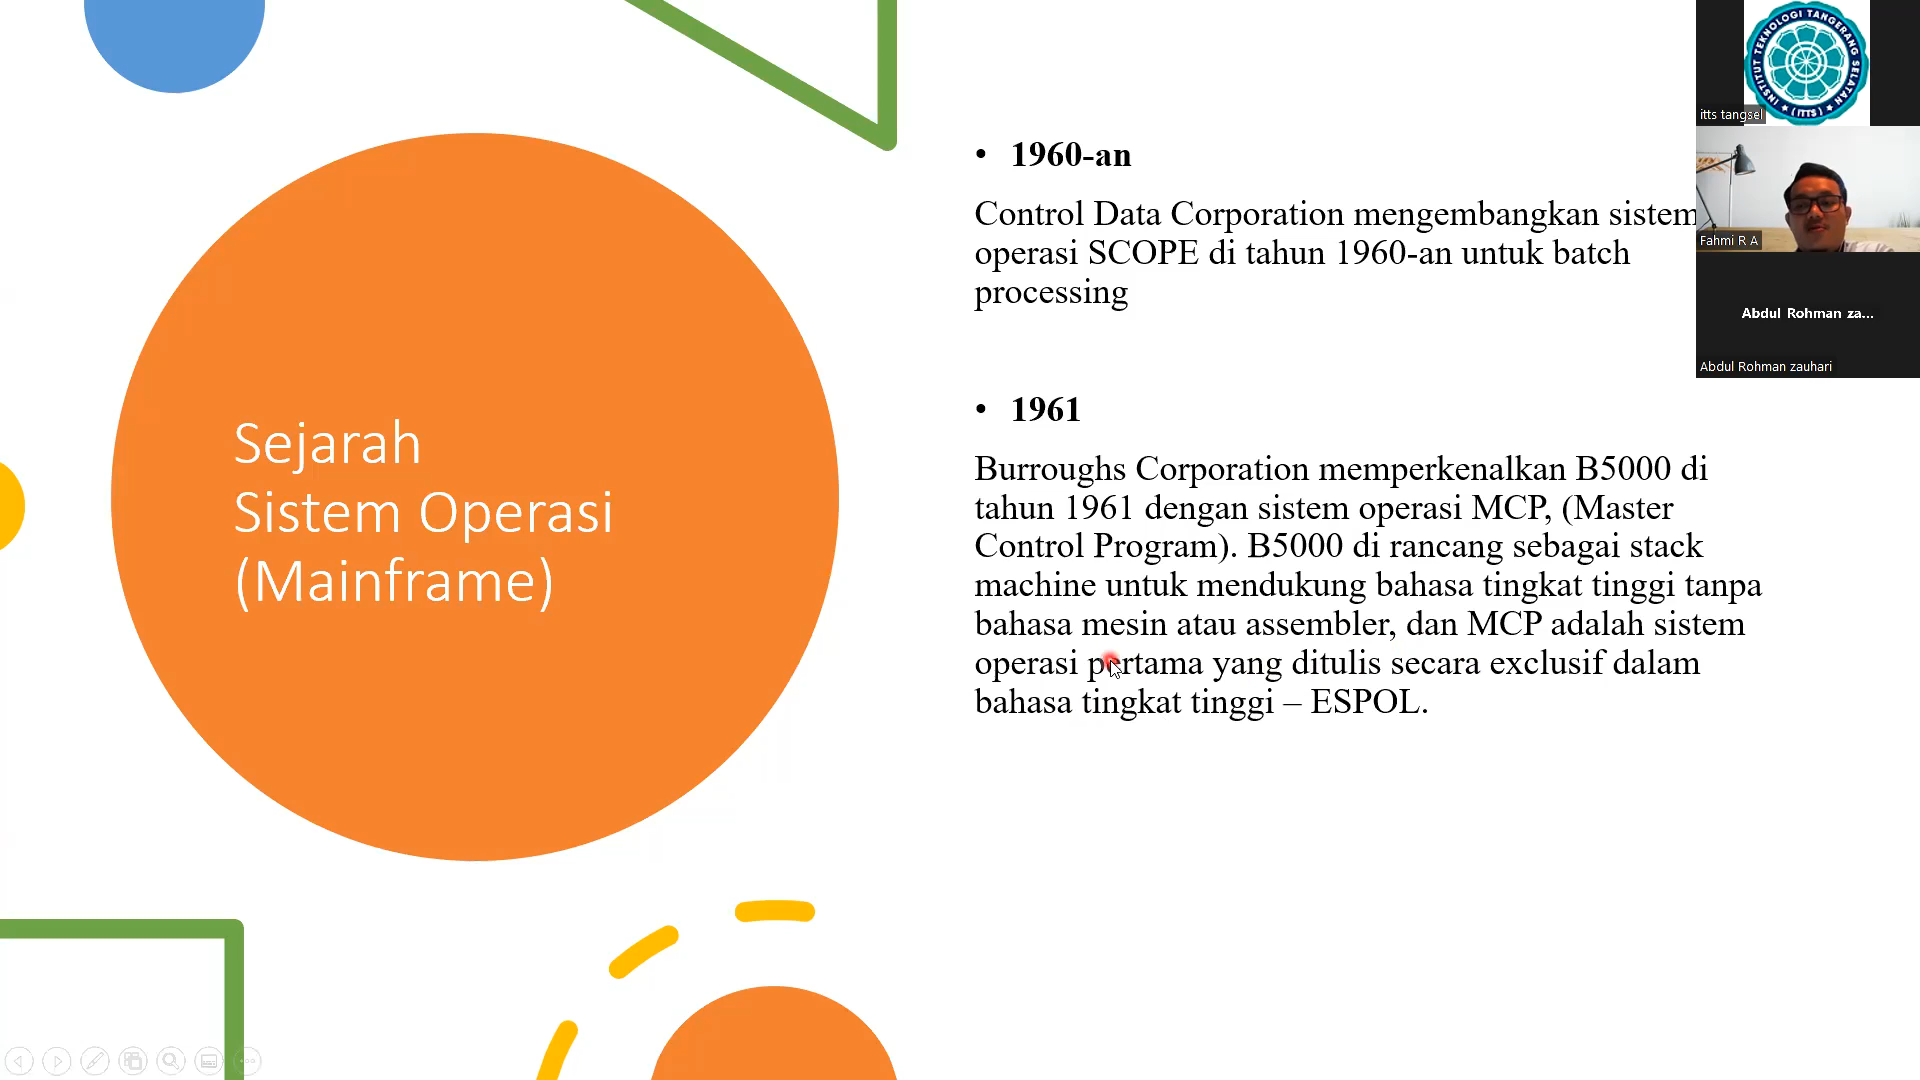 Sejarah
Sistem Operasi
(Mainframe)
• 1960-an
Control Data Corporation mengembangkan sistem
operasi SCOPE di tahun 1960-an untuk batch
processing
• 1961
Burroughs Corporation memperkenalkan B5000 di
tahun 1961 dengan sistem operasi MCP, (Master
Control Program). B5000 di rancang sebagai stack
machine untuk mendukung bahasa tingkat tinggi tanpa
bahasa mesin atau assembler, dan MCP adalah sistem
operasi pertama yang ditulis secara exclusif dalam
bahasa tingkat tinggi – ESPOL.
INSTITUT TEKNOLOGI TANGERANG SELATAN
(ITTS)
itts tangsel
Fahmi R A
Abdul Rohman za...
Abdul Rohman zauhari